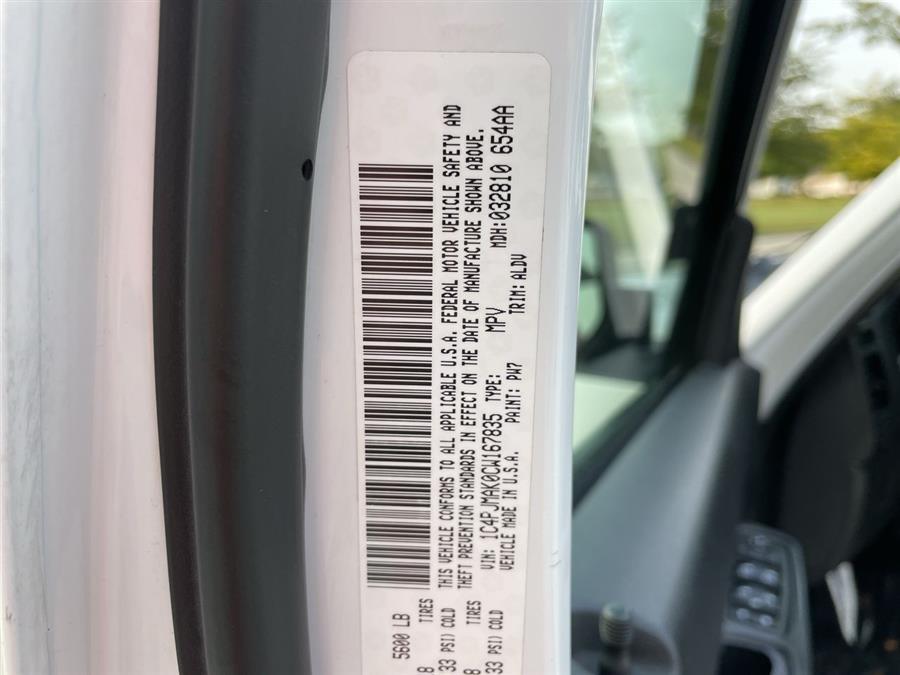 5600 LB
THIS VEHICLE CONFORMS TO ALL APPLICABLE U.S.A. FEDERAL MOTOR VEHICLE SAFETY AND
THEFT PREVENTION STANDARDS IN EFFECT ON THE DATE OF MANUFACTURE SHOWN ABOVE.
8 TIRES
33 PSI) COLD
VIN: 1C4PJMAK0CW167835 TYPE: MPV MDH:032810 654AA
VEHICLE MADE IN U.S.A. PAINT: PW7 TRIM: ALDV
8 TIRES
33 PSI) COLD